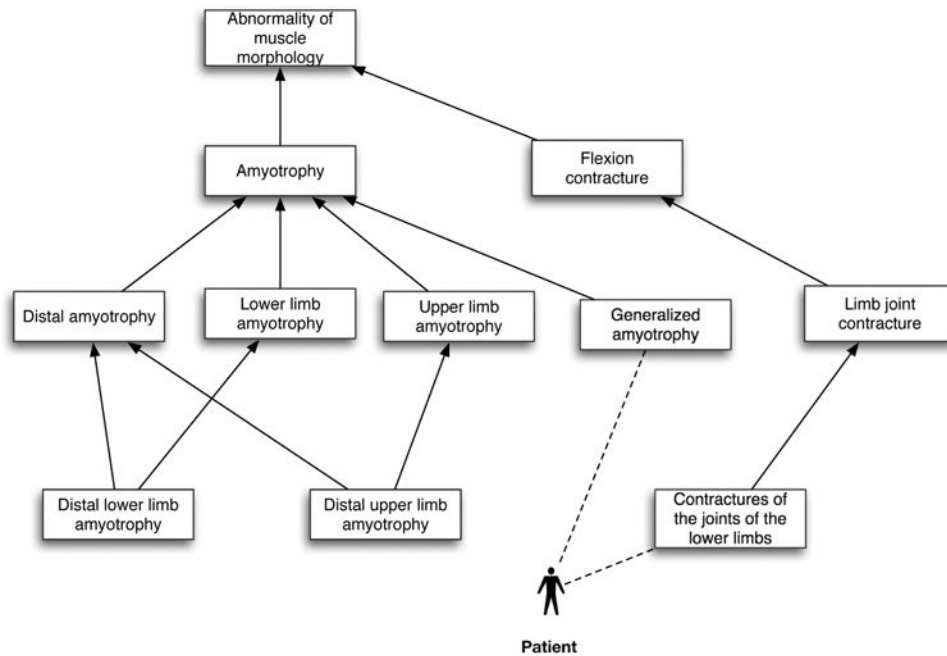 Abnormality of
muscle
morphology
Amyotrophy
Flexion
contracture
Distal amyotrophy
Lower limb
amyotrophy
Upper limb
amyotrophy
Generalized
amyotrophy
Limb joint
contracture
Distal lower limb
amyotrophy
Distal upper limb
amyotrophy
Contractures of
the joints of the
lower limbs
Patient